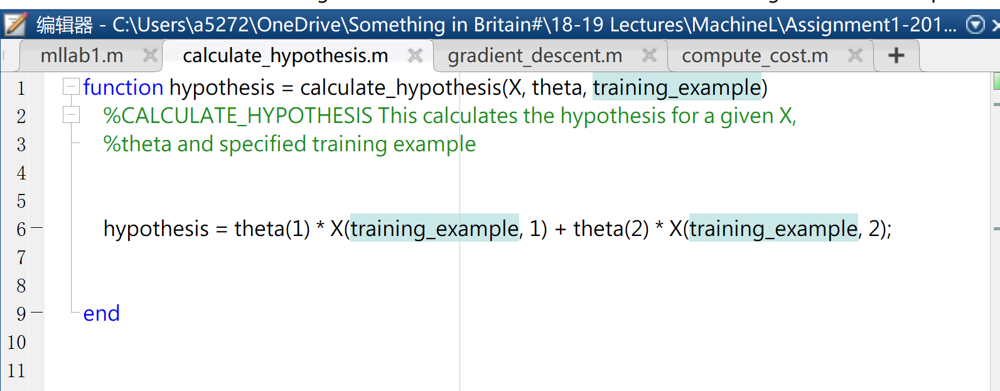 编辑器 - C:\Users\a5272\OneDrive\Something in Britain#\18-19 Lectures\MachineL\Assignment1-201...
mllab1.m calculate_hypothesis.m gradient_descent.m compute_cost.m
1 function hypothesis = calculate_hypothesis(X, theta, training_example)
2 %CALCULATE_HYPOTHESIS This calculates the hypothesis for a given X,
3 %theta and specified training example
4
5
6 hypothesis = theta(1) * X(training_example, 1) + theta(2) * X(training_example, 2);
7
8
9 end
10
11